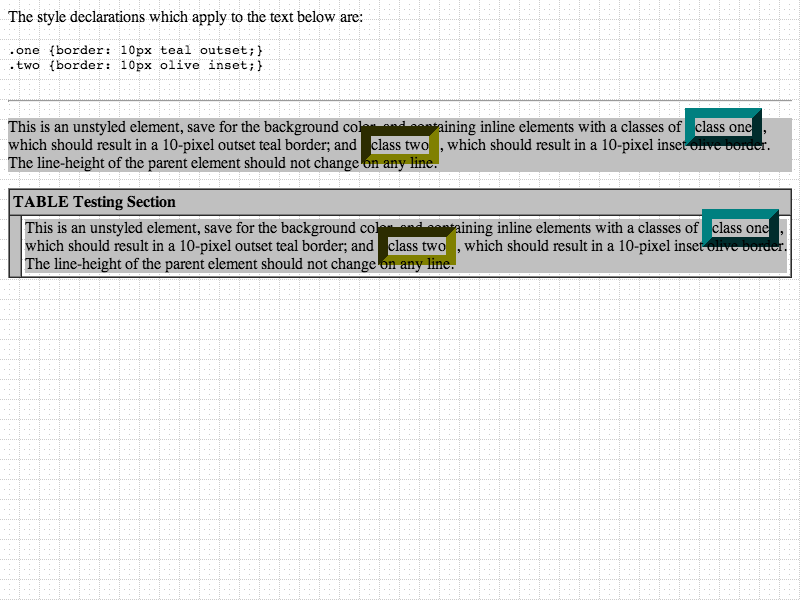 The style declarations which apply to the text below are:
.one {border: 10px teal outset;}
.two {border: 10px olive inset;}
This is an unstyled element, save for the background color, and containing inline elements with a classes of class one,
which should result in a 10-pixel outset teal border; and class two, which should result in a 10-pixel inset olive border.
The line-height of the parent element should not change on any line.
TABLE Testing Section
This is an unstyled element, save for the background color, and containing inline elements with a classes of class one,
which should result in a 10-pixel outset teal border; and class two, which should result in a 10-pixel inset olive border.
The line-height of the parent element should not change on any line.